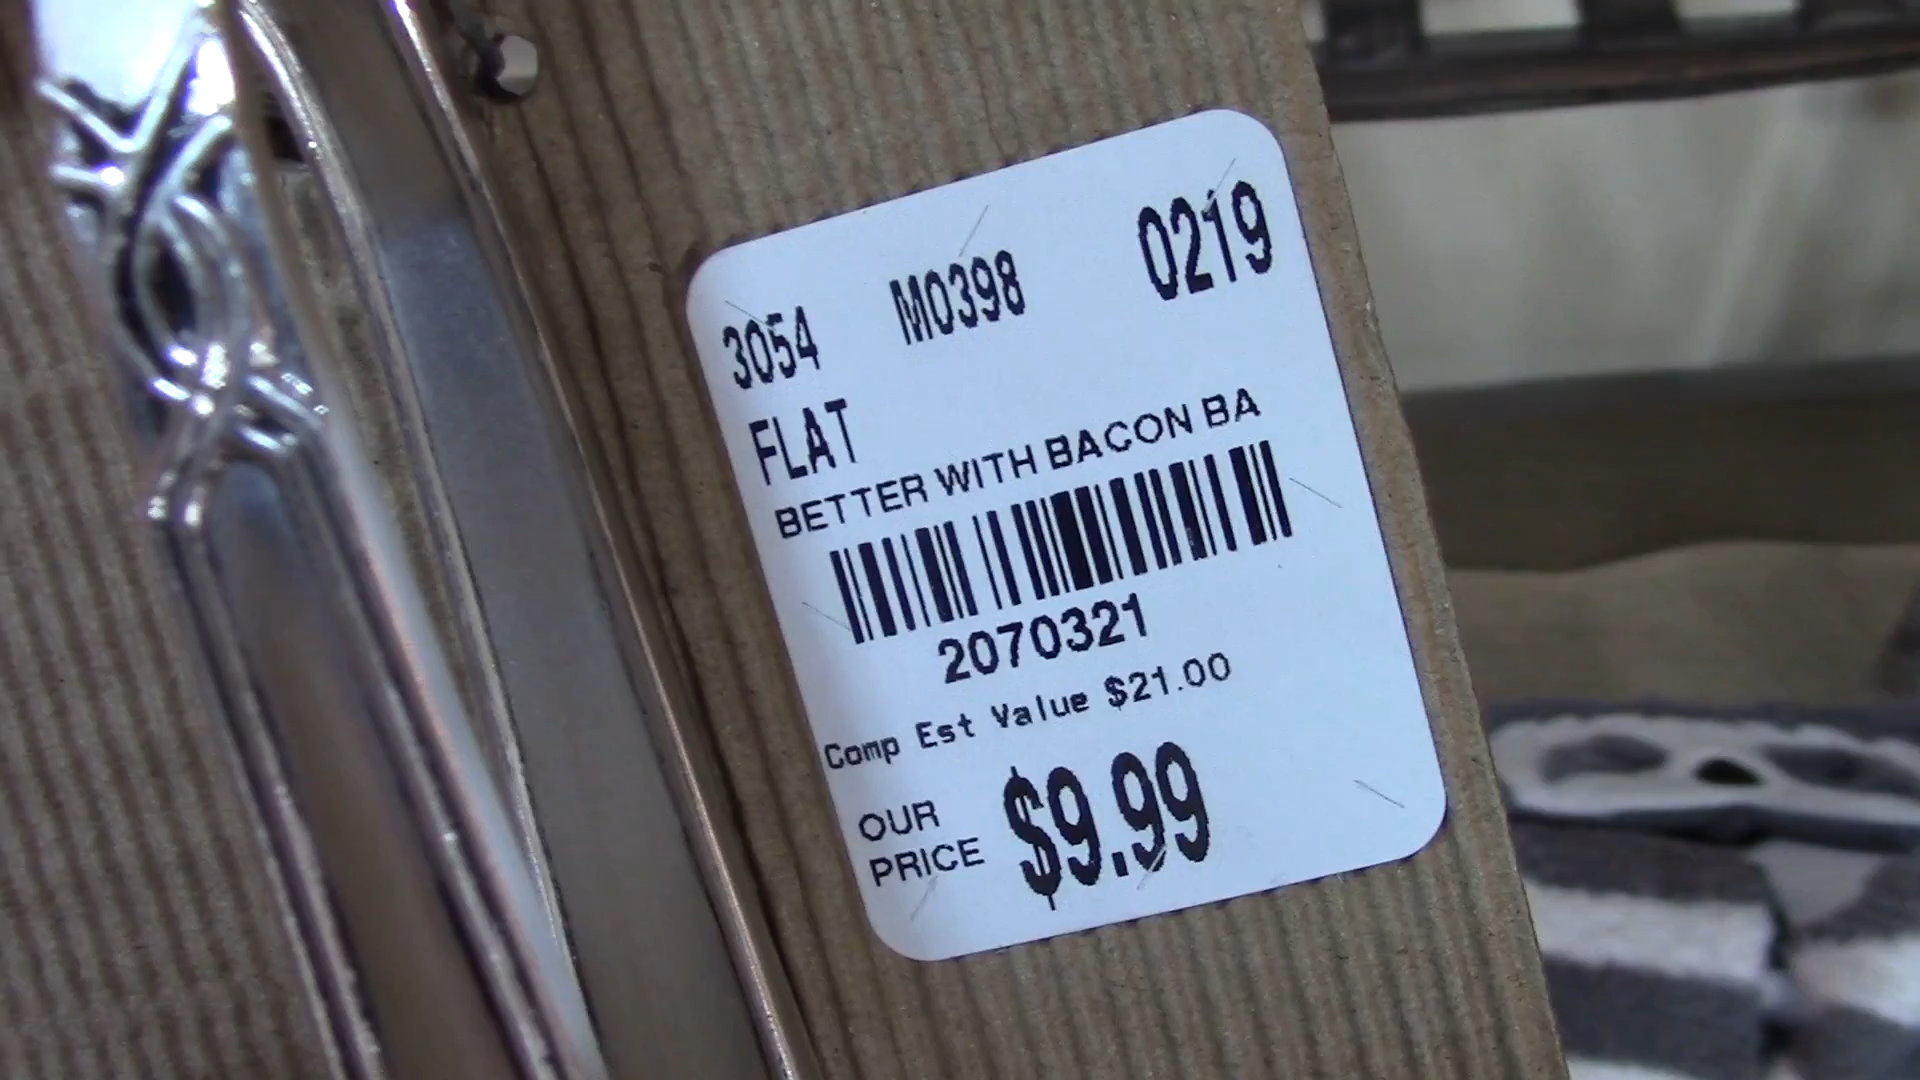 3054 M0398 0219
FLAT
BETTER WITH BACON BA
2070321
Comp Est Value $21.00
OUR PRICE $9.99